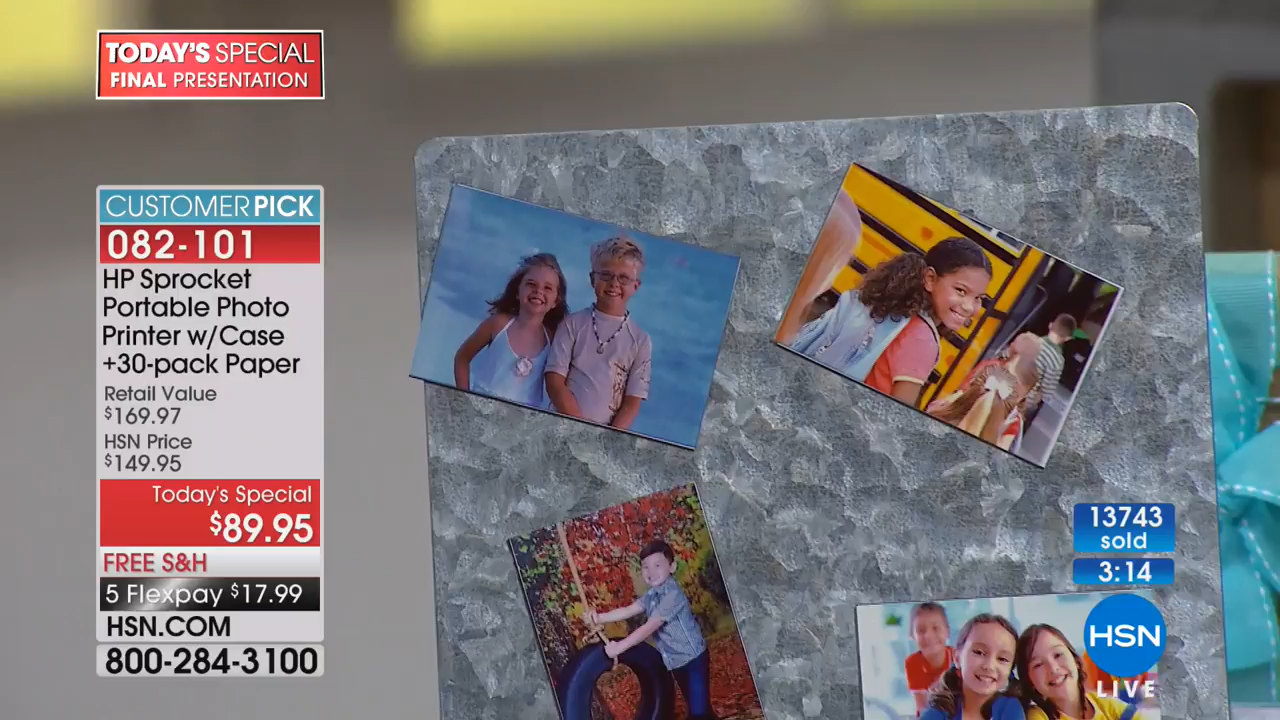 TODAY'S SPECIAL
FINAL PRESENTATION
CUSTOMER PICK
082-101
HP Sprocket
Portable Photo
Printer w/Case
+30-pack Paper
Retail Value
$169.97
HSN Price
$149.95
Today's Special
$89.95
FREE S&H
5 Flexpay $17.99
HSN.COM
800-284-3100
13743
sold
3:14
HSN
LIVE